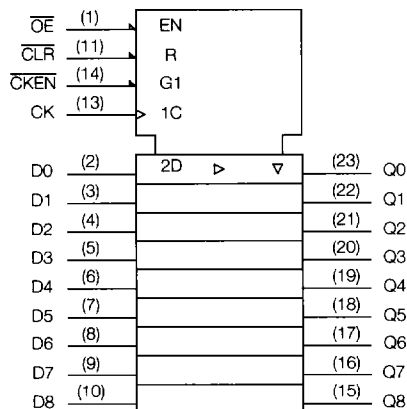 OE (1) EN
CLR (11) R
CKEN (14) G1
CK (13) 1C
D0 (2) 2D (23) Q0
D1 (3) (22) Q1
D2 (4) (21) Q2
D3 (5) (20) Q3
D4 (6) (19) Q4
D5 (7) (18) Q5
D6 (8) (17) Q6
D7 (9) (16) Q7
D8 (10) (15) Q8